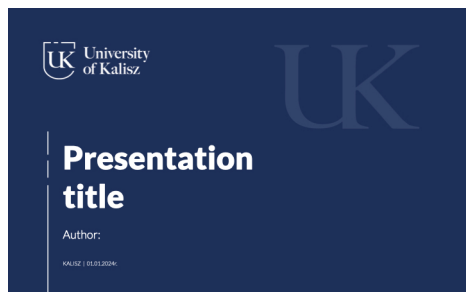 UK University
of Kalisz
UK
Presentation
title
Author:
KALISZ | 01.01.2024r.